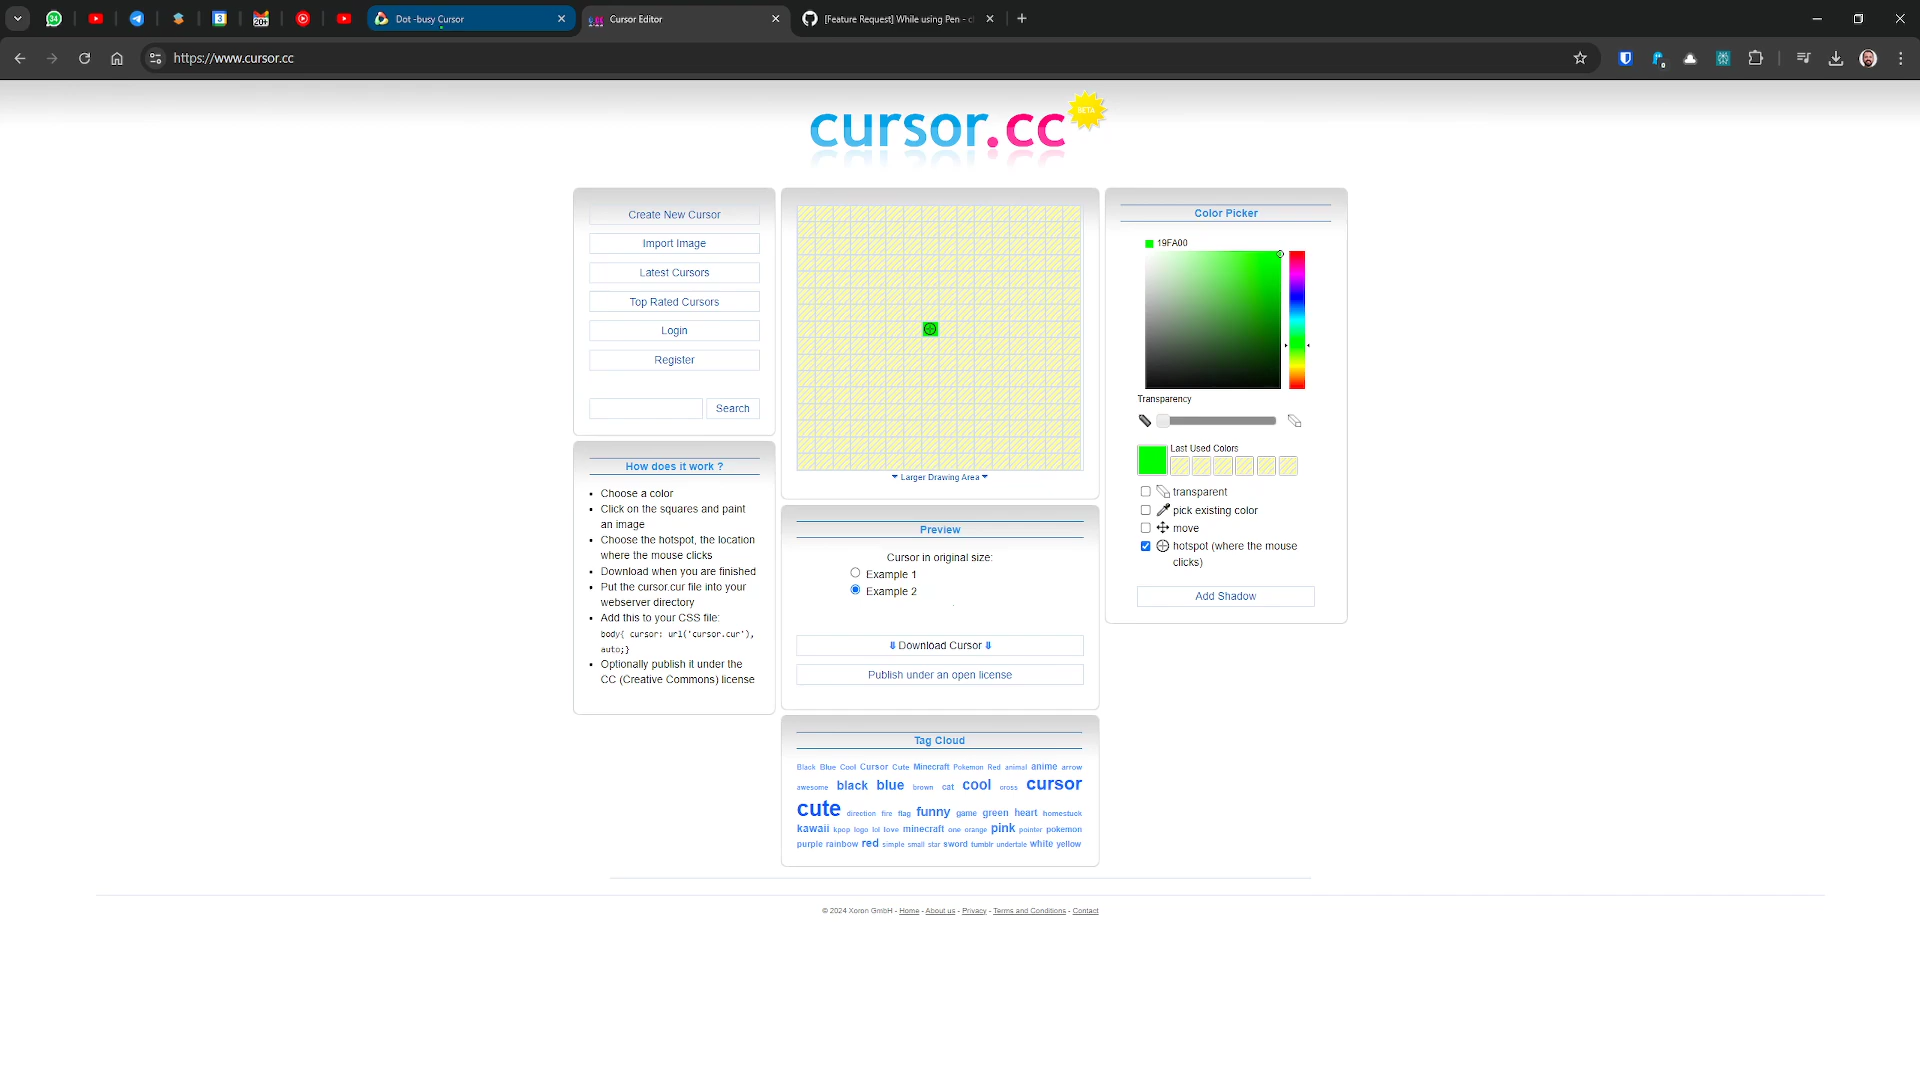 34
3
20+
Dot -busy Cursor
Cursor Editor
[Feature Request] While using Pen - c
https://www.cursor.cc
cursor.cc
BETA
Create New Cursor
Import Image
Latest Cursors
Top Rated Cursors
Login
Register
Search
How does it work ?
• Choose a color
• Click on the squares and paint
an image
• Choose the hotspot, the location
where the mouse clicks
• Download when you are finished
• Put the cursor.cur file into your
webserver directory
• Add this to your CSS file:
body{ cursor: url('cursor.cur'),
auto;}
• Optionally publish it under the
CC (Creative Commons) license
Larger Drawing Area
Preview
Cursor in original size:
Example 1
Example 2
⇓ Download Cursor ⇓
Publish under an open license
Tag Cloud
Black Blue Cool Cursor Cute Minecraft Pokemon Red animal anime arrow
awesome black blue brown cat cool cross cursor
cute direction fire flag funny game green heart homestuck
kawaii kpop logo lol love minecraft one orange pink pointer pokemon
purple rainbow red simple small star sword tumblr undertale white yellow
Color Picker
19FA00
Transparency
Last Used Colors
transparent
pick existing color
move
hotspot (where the mouse
clicks)
Add Shadow
© 2024 Xoron GmbH - Home - About us - Privacy - Terms and Conditions - Contact